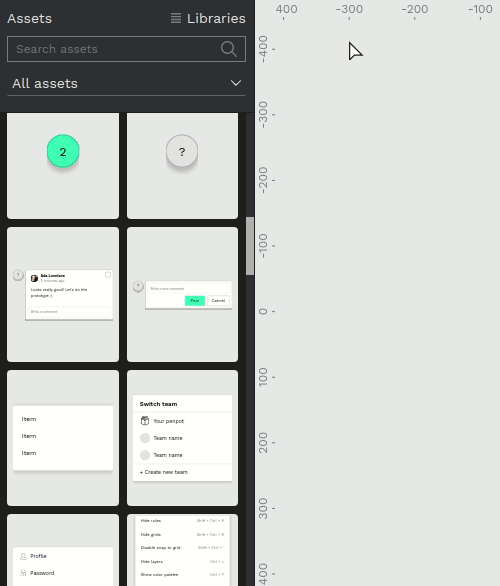 Assets
Libraries
Search assets
All assets
400 -300 -200 -100
-400
-300
-200
-100
0
100
200
300
400
2
?
Ada Lovelace
5 minutes ago
Looks really good! Let's do the
prototype :)
Write a comment
Write a new comment
Post
Cancel
Item
Item
Item
Switch team
Your penpot
Team name
Team name
+ Create new team
Profile
Password
Hide rules
Hide grids
Disable snap to grid
Hide layers
Show color palette